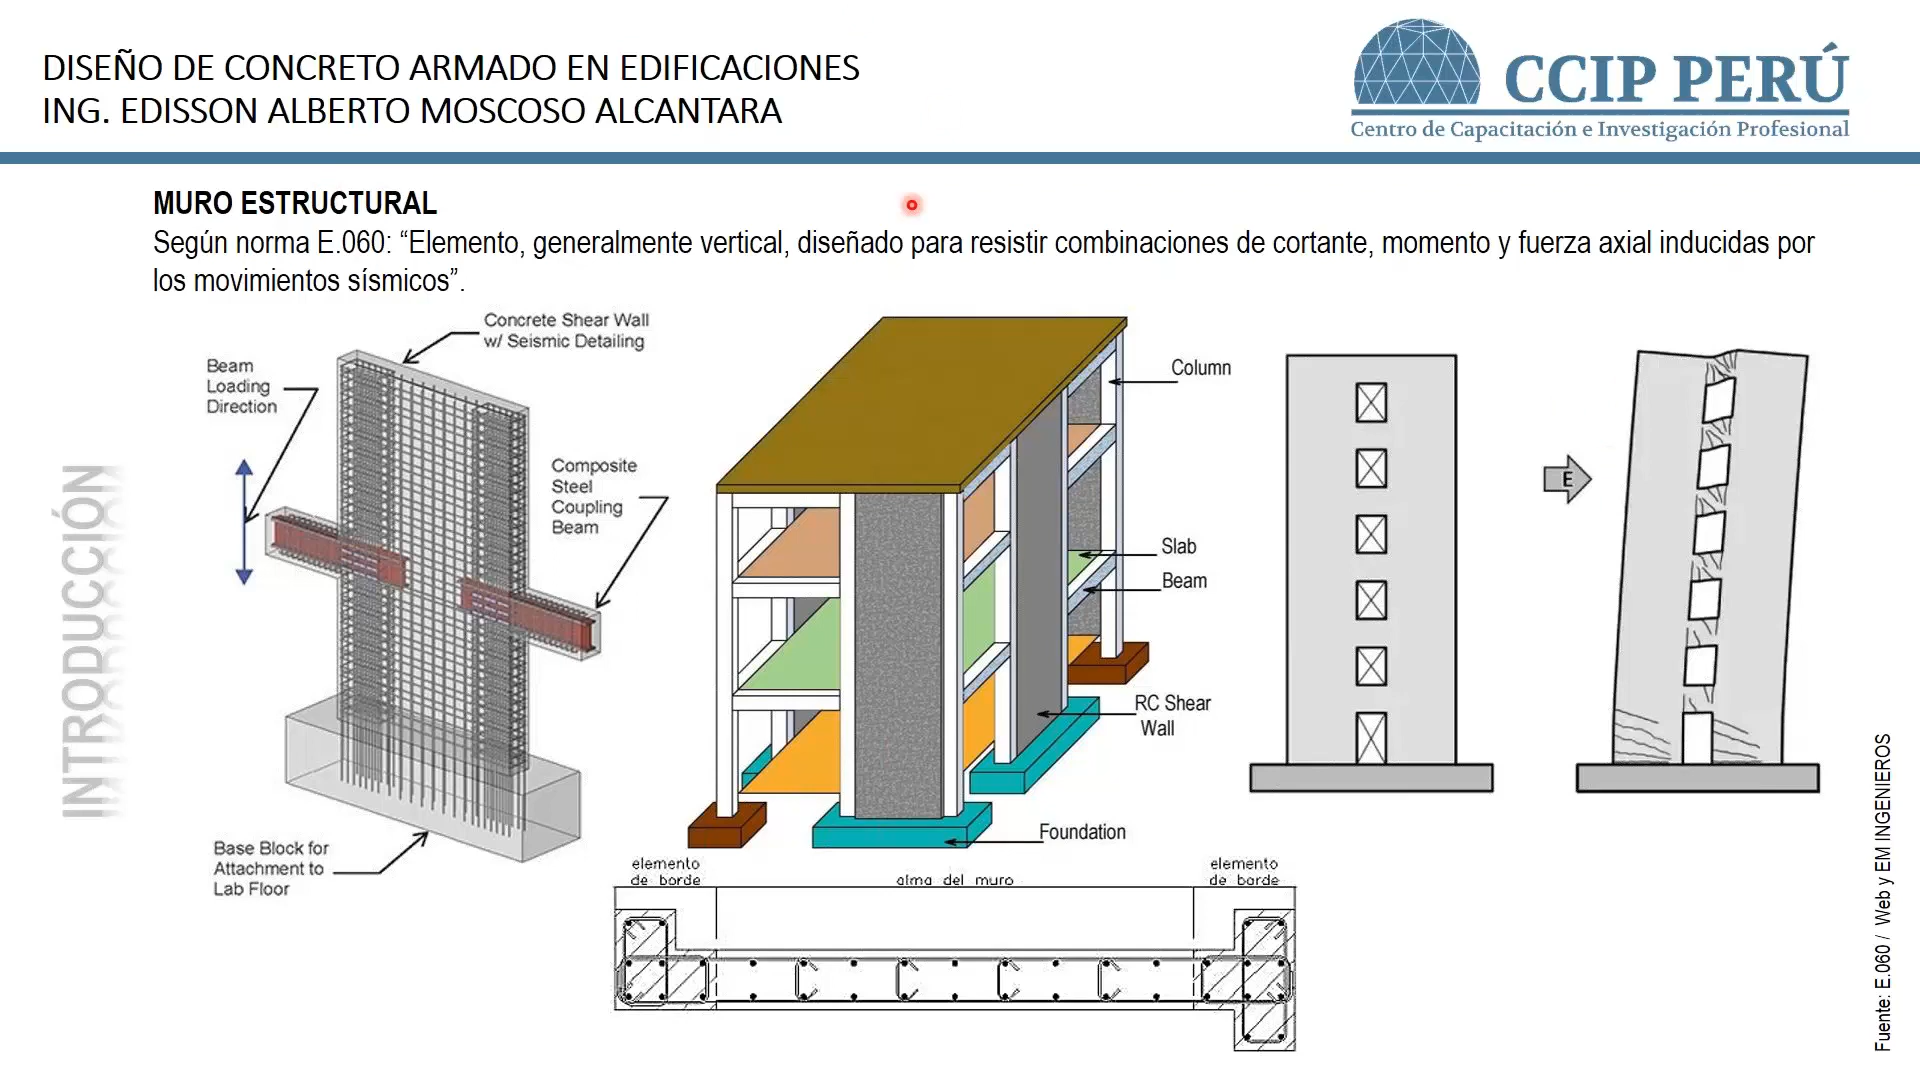 DISEÑO DE CONCRETO ARMADO EN EDIFICACIONES
ING. EDISSON ALBERTO MOSCOSO ALCANTARA
CCIP PERÚ
Centro de Capacitación e Investigación Profesional
MURO ESTRUCTURAL
Según norma E.060: “Elemento, generalmente vertical, diseñado para resistir combinaciones de cortante, momento y fuerza axial inducidas por
los movimientos sísmicos”.
INTRODUCCIÓN
Concrete Shear Wall
w/ Seismic Detailing
Beam
Loading
Direction
Composite
Steel
Coupling
Beam
Base Block for
Attachment to
Lab Floor
Column
Slab
Beam
RC Shear
Wall
Foundation
E
elemento
de borde
alma del muro
elemento
de borde
Fuente: E.060 / Web y EM INGENIEROS